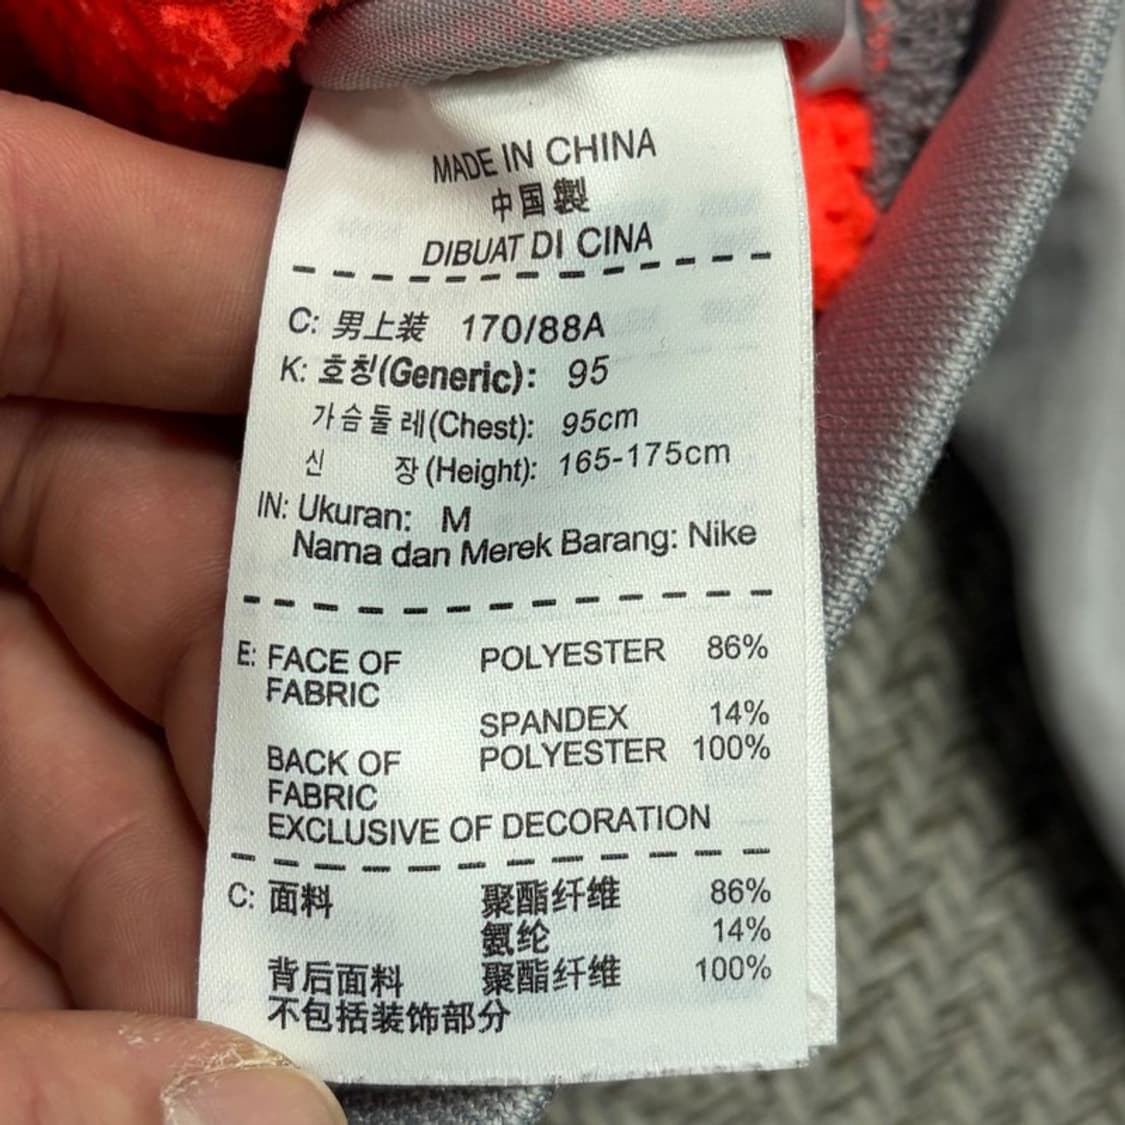 MADE IN CHINA
中国製
DIBUAT DI CINA
C: 男上装 170/88A
K: 호칭(Generic): 95
가슴둘레(Chest): 95cm
신 장(Height): 165-175cm
IN: Ukuran: M
Nama dan Merek Barang: Nike
E: FACE OF POLYESTER 86%
FABRIC
SPANDEX 14%
BACK OF POLYESTER 100%
FABRIC
EXCLUSIVE OF DECORATION
C: 面料 聚酯纤维 86%
氨纶 14%
背后面料 聚酯纤维 100%
不包括装饰部分